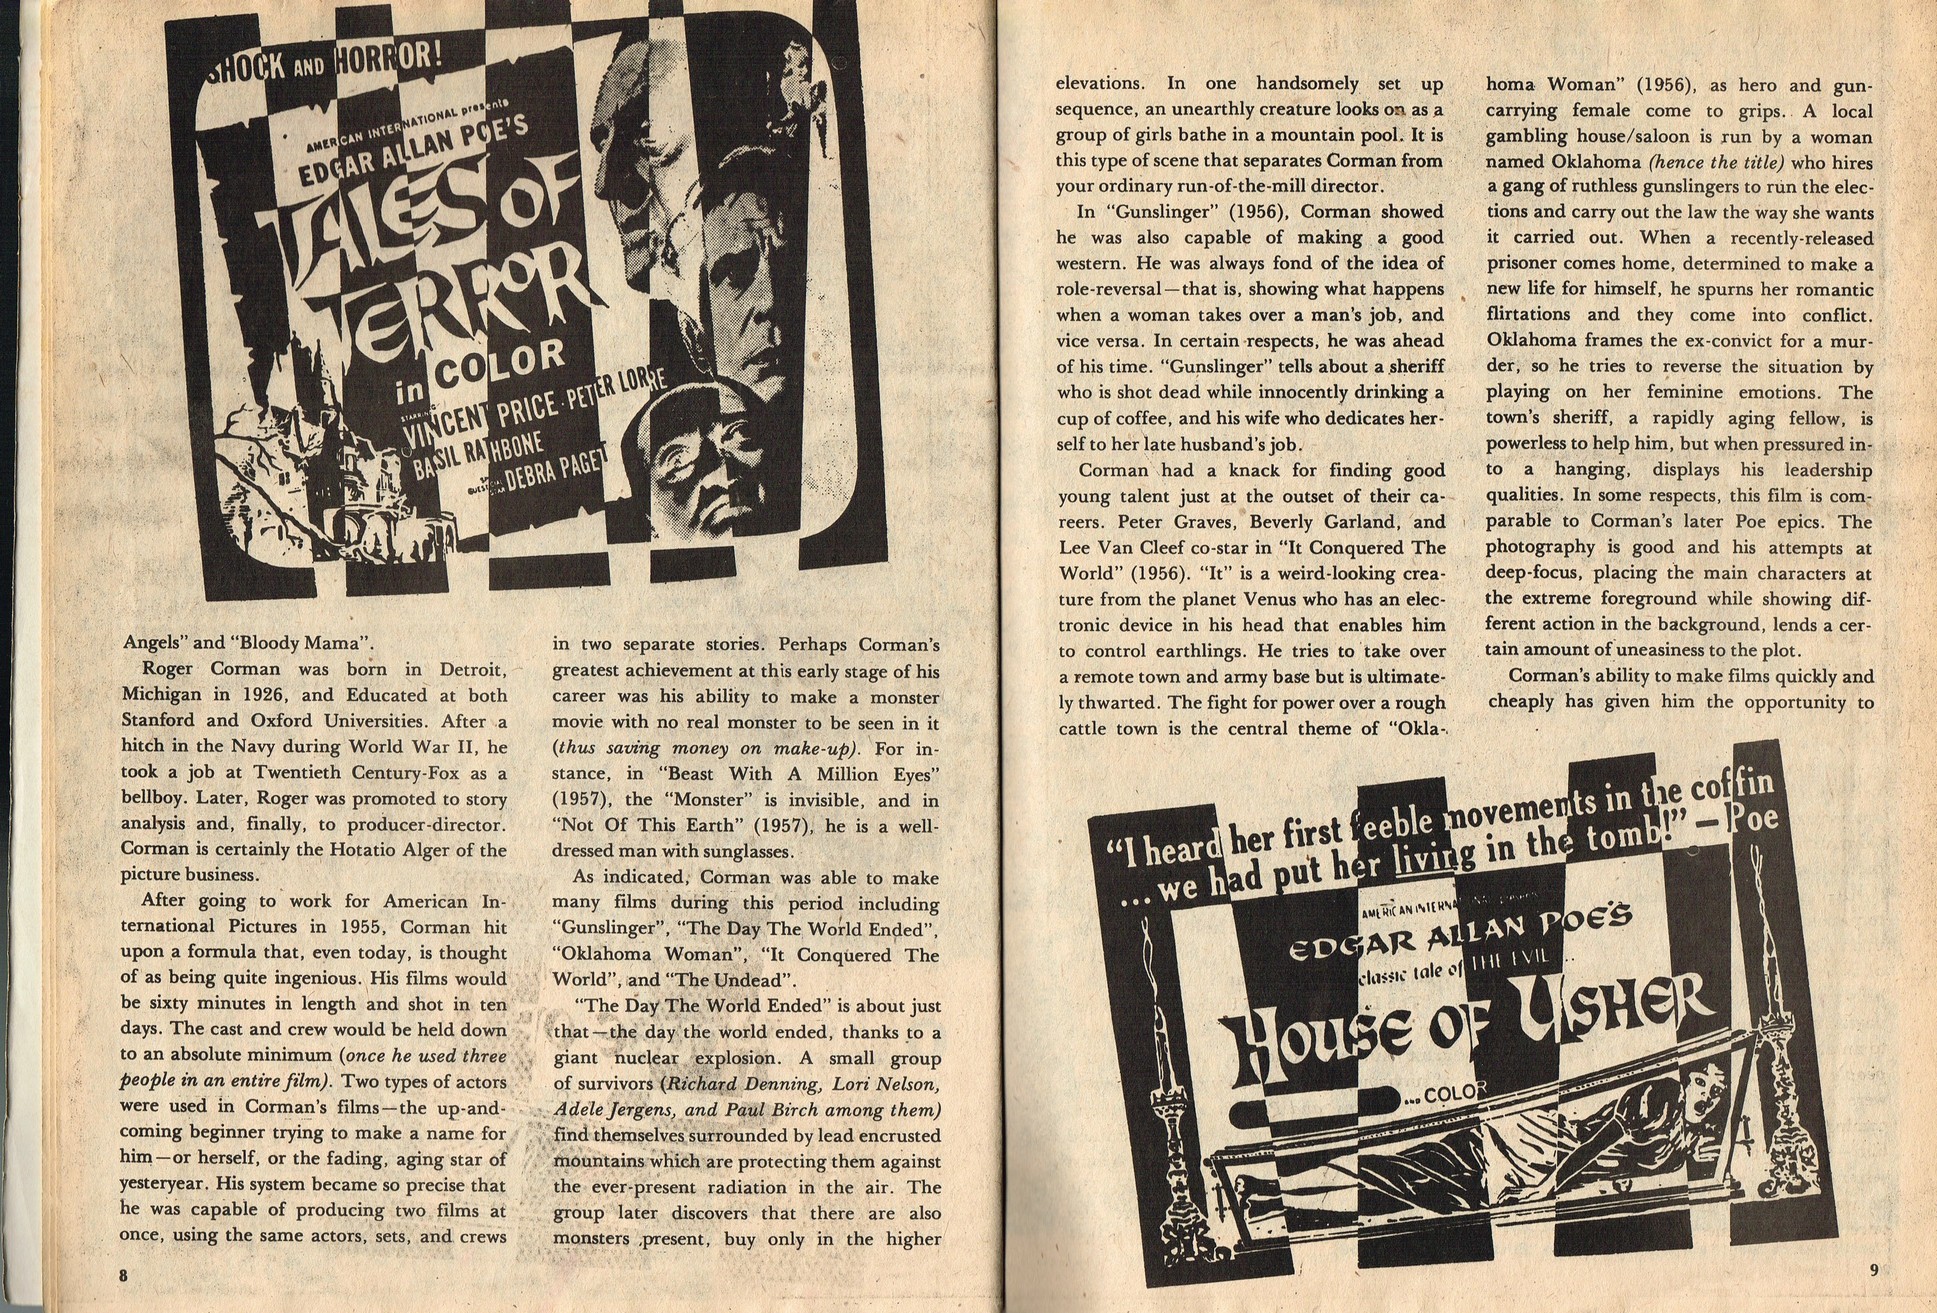 SHOCK AND HORROR!
AMERICAN INTERNATIONAL presents
EDGAR ALLAN POE'S
TALES OF
TERROR
in COLOR
STARRING
VINCENT PRICE · PETER LORRE
BASIL RATHBONE
SPECIAL GUEST STAR DEBRA PAGET
Angels” and “Bloody Mama”.
Roger Corman was born in Detroit,
Michigan in 1926, and Educated at both
Stanford and Oxford Universities. After a
hitch in the Navy during World War II, he
took a job at Twentieth Century-Fox as a
bellboy. Later, Roger was promoted to story
analysis and, finally, to producer-director.
Corman is certainly the Hotatio Alger of the
picture business.
After going to work for American In-
ternational Pictures in 1955, Corman hit
upon a formula that, even today, is thought
of as being quite ingenious. His films would
be sixty minutes in length and shot in ten
days. The cast and crew would be held down
to an absolute minimum (once he used three
people in an entire film). Two types of actors
were used in Corman's films—the up-and-
coming beginner trying to make a name for
him—or herself, or the fading, aging star of
yesteryear. His system became so precise that
he was capable of producing two films at
once, using the same actors, sets, and crews
8
in two separate stories. Perhaps Corman's
greatest achievement at this early stage of his
career was his ability to make a monster
movie with no real monster to be seen in it
(thus saving money on make-up). For in-
stance, in “Beast With A Million Eyes”
(1957), the “Monster” is invisible, and in
“Not Of This Earth” (1957), he is a well-
dressed man with sunglasses.
As indicated, Corman was able to make
many films during this period including
“Gunslinger”, “The Day The World Ended”,
“Oklahoma Woman”, “It Conquered The
World”, and “The Undead”.
“The Day The World Ended” is about just
that—the day the world ended, thanks to a
giant nuclear explosion. A small group
of survivors (Richard Denning, Lori Nelson,
Adele Jergens, and Paul Birch among them)
find themselves surrounded by lead encrusted
mountains which are protecting them against
the ever-present radiation in the air. The
group later discovers that there are also
monsters present, buy only in the higher
elevations. In one handsomely set up
sequence, an unearthly creature looks on as a
group of girls bathe in a mountain pool. It is
this type of scene that separates Corman from
your ordinary run-of-the-mill director.
In “Gunslinger” (1956), Corman showed
he was also capable of making a good
western. He was always fond of the idea of
role-reversal—that is, showing what happens
when a woman takes over a man's job, and
vice versa. In certain respects, he was ahead
of his time. “Gunslinger” tells about a sheriff
who is shot dead while innocently drinking a
cup of coffee, and his wife who dedicates her-
self to her late husband's job.
Corman had a knack for finding good
young talent just at the outset of their ca-
reers. Peter Graves, Beverly Garland, and
Lee Van Cleef co-star in “It Conquered The
World” (1956). “It” is a weird-looking crea-
ture from the planet Venus who has an elec-
tronic device in his head that enables him
to control earthlings. He tries to take over
a remote town and army base but is ultimate-
ly thwarted. The fight for power over a rough
cattle town is the central theme of “Okla-
homa Woman” (1956), as hero and gun-
carrying female come to grips. A local
gambling house/saloon is run by a woman
named Oklahoma (hence the title) who hires
a gang of ruthless gunslingers to run the elec-
tions and carry out the law the way she wants
it carried out. When a recently-released
prisoner comes home, determined to make a
new life for himself, he spurns her romantic
flirtations and they come into conflict.
Oklahoma frames the ex-convict for a mur-
der, so he tries to reverse the situation by
playing on her feminine emotions. The
town's sheriff, a rapidly aging fellow, is
powerless to help him, but when pressured in-
to a hanging, displays his leadership
qualities. In some respects, this film is com-
parable to Corman's later Poe epics. The
photography is good and his attempts at
deep-focus, placing the main characters at
the extreme foreground while showing dif-
ferent action in the background, lends a cer-
tain amount of uneasiness to the plot.
Corman's ability to make films quickly and
cheaply has given him the opportunity to
“I heard her first feeble movements in the coffin
...we had put her living in the tomb!” — Poe
AMERICAN
EDGAR ALLAN POE'S
classic tale of THE EVIL...
HOUSE OF USHER
...COLOR
9